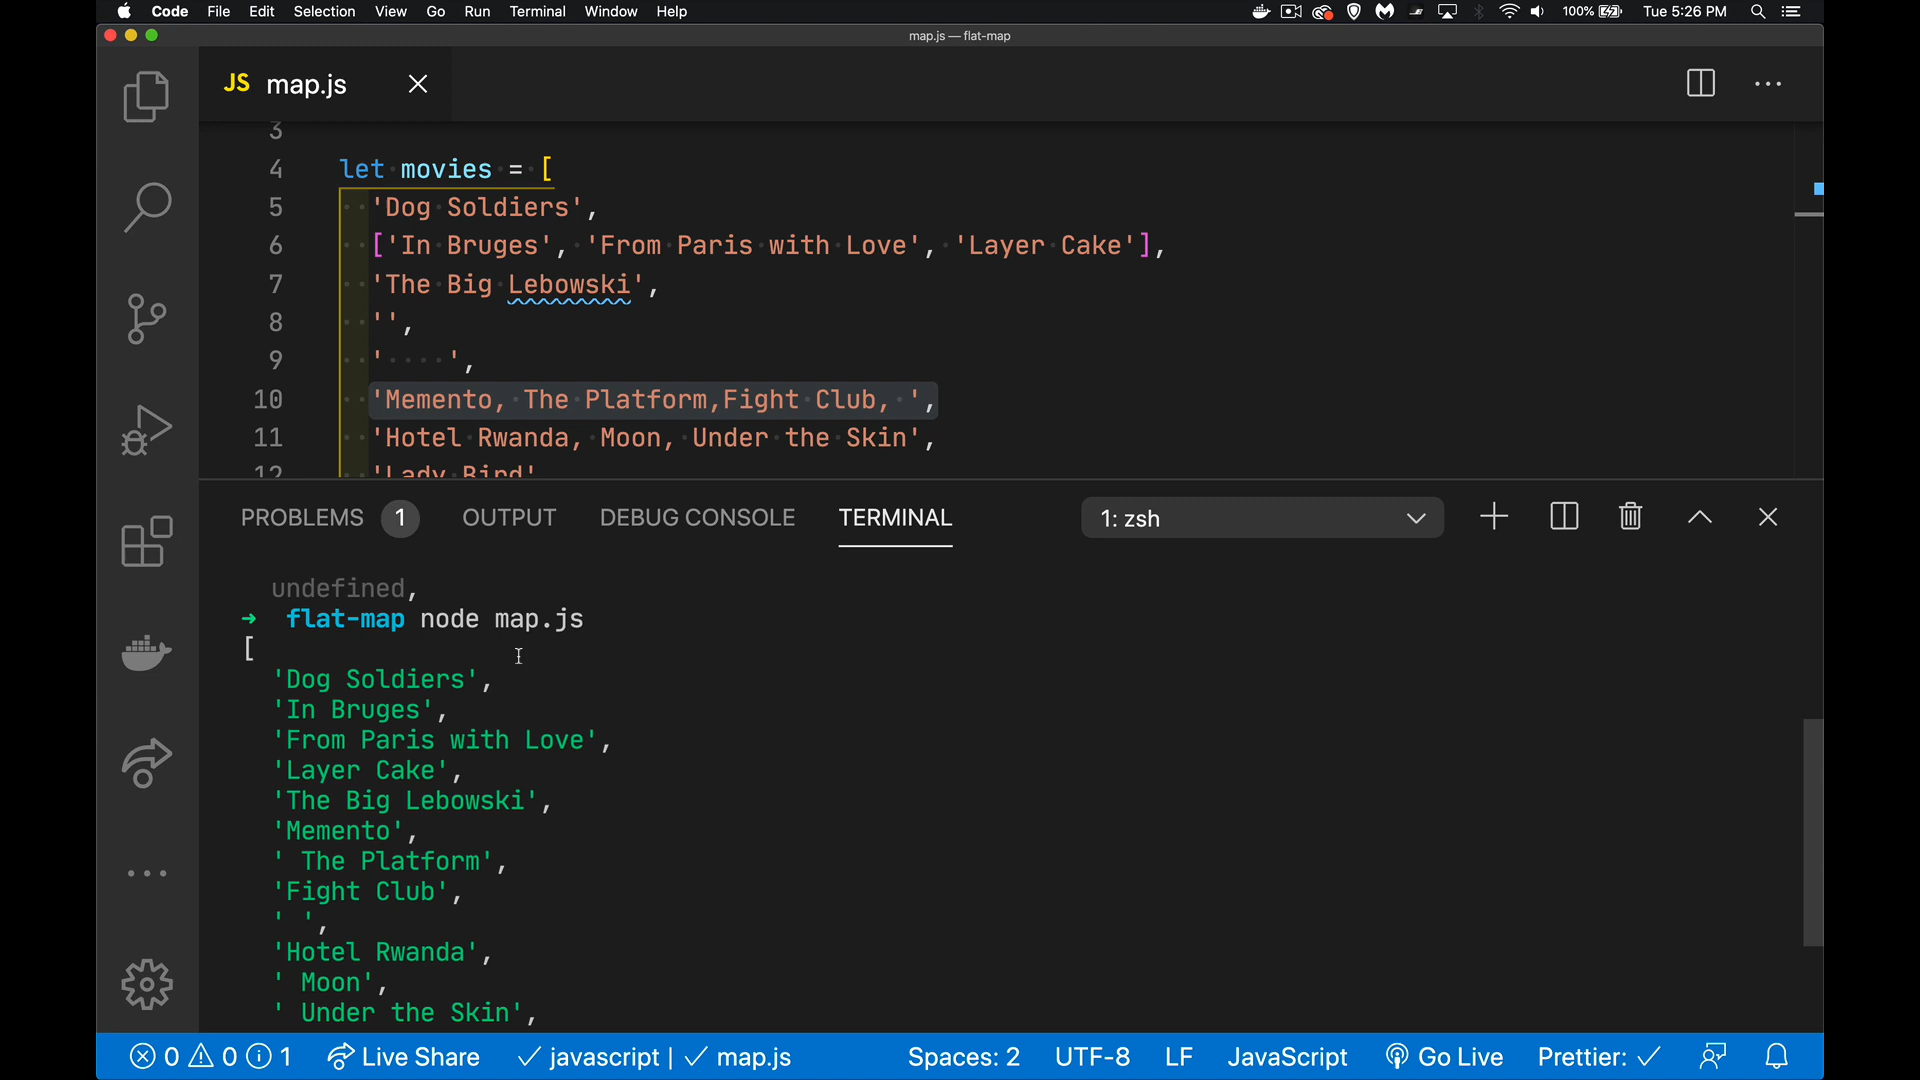 Code File Edit Selection View Go Run Terminal Window Help 100% Tue 5:26 PM
map.js — flat-map
JS map.js
3
4 let movies = [
5 'Dog Soldiers',
6 ['In Bruges', 'From Paris with Love', 'Layer Cake'],
7 'The Big Lebowski',
8 '',
9 '    ',
10 'Memento, The Platform,Fight Club, ',
11 'Hotel Rwanda, Moon, Under the Skin',
12 'Lady Bird'
PROBLEMS 1 OUTPUT DEBUG CONSOLE TERMINAL 1: zsh
undefined,
➜ flat-map node map.js
[
'Dog Soldiers',
'In Bruges',
'From Paris with Love',
'Layer Cake',
'The Big Lebowski',
'Memento',
' The Platform',
'Fight Club',
' ',
'Hotel Rwanda',
' Moon',
' Under the Skin',
0 0 1 Live Share javascript | map.js Spaces: 2 UTF-8 LF JavaScript Go Live Prettier: ✓